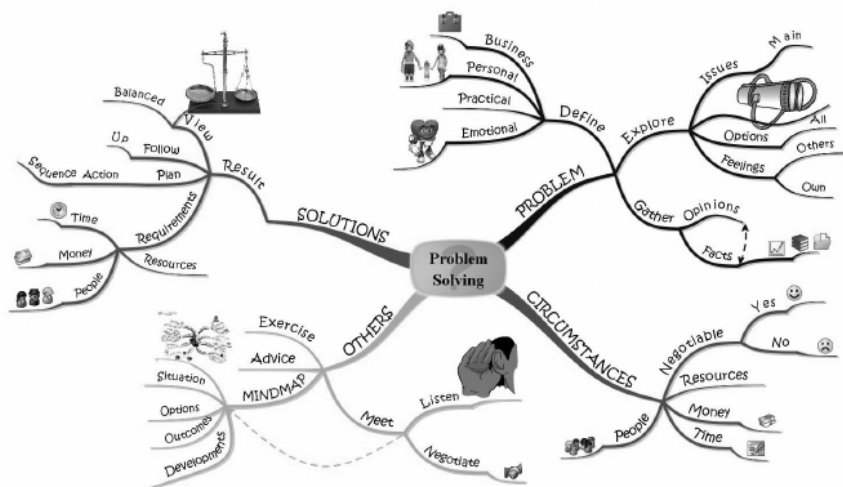 Problem
Solving
PROBLEM
Define
Business
Personal
Practical
Emotional
Explore
Issues
Main
Options
All
Feelings
Others
Own
Gather
Opinions
Facts
CIRCUMSTANCES
Negotiable
Yes
No
Resources
Money
Time
People
OTHERS
Exercise
Advice
MINDMAP
Situation
Options
Outcomes
Developments
Meet
Listen
Negotiate
SOLUTIONS
Result
View
Balanced
Follow
Up
Plan
Action
Sequence
Requirements
Time
Money
People
Resources